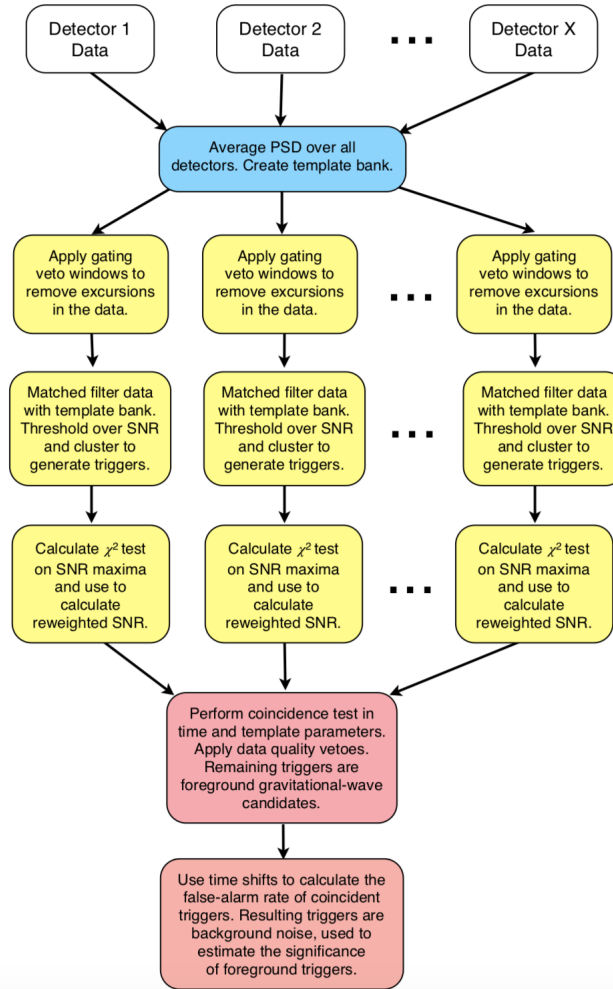 Detector 1
Data
Detector 2
Data
...
Detector X
Data
Average PSD over all
detectors. Create template bank.
Apply gating
veto windows to
remove excursions
in the data.
Apply gating
veto windows to
remove excursions
in the data.
...
Apply gating
veto windows to
remove excursions
in the data.
Matched filter data
with template bank.
Threshold over SNR
and cluster to
generate triggers.
Matched filter data
with template bank.
Threshold over SNR
and cluster to
generate triggers.
...
Matched filter data
with template bank.
Threshold over SNR
and cluster to
generate triggers.
Calculate χ² test
on SNR maxima
and use to
calculate
reweighted SNR.
Calculate χ² test
on SNR maxima
and use to
calculate
reweighted SNR.
...
Calculate χ² test
on SNR maxima
and use to
calculate
reweighted SNR.
Perform coincidence test in
time and template parameters.
Apply data quality vetoes.
Remaining triggers are
foreground gravitational-wave
candidates.
Use time shifts to calculate the
false-alarm rate of coincident
triggers. Resulting triggers are
background noise, used to
estimate the significance
of foreground triggers.